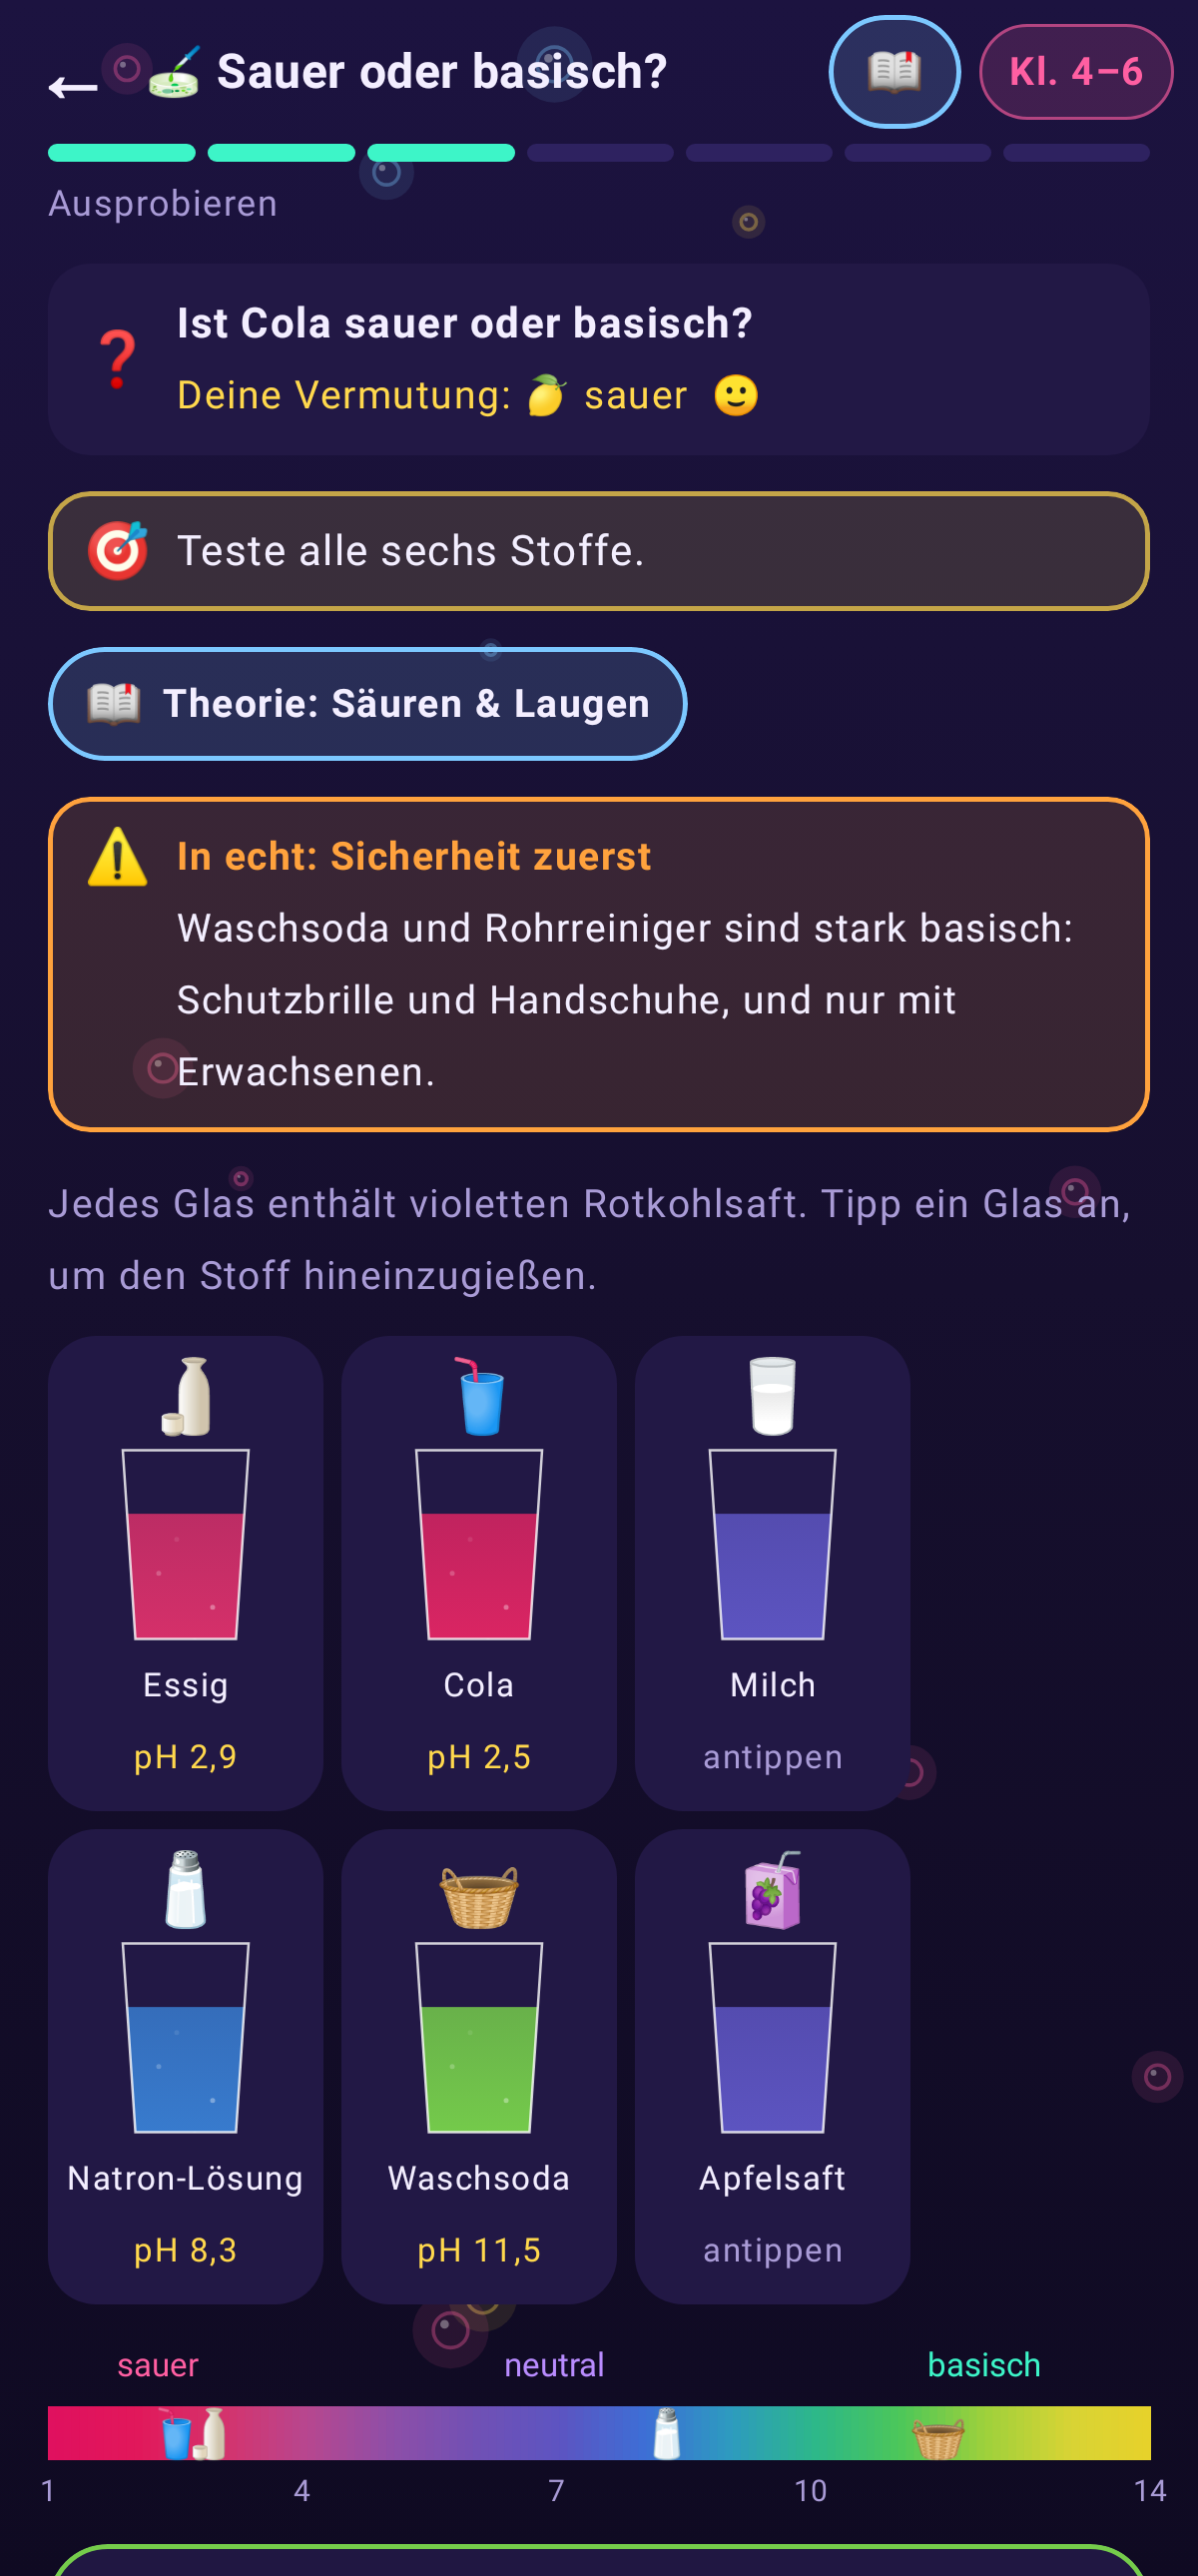 ← Sauer oder basisch? Kl. 4–6
Ausprobieren
Ist Cola sauer oder basisch?
Deine Vermutung: sauer
Teste alle sechs Stoffe.
Theorie: Säuren & Laugen
In echt: Sicherheit zuerst
Waschsoda und Rohrreiniger sind stark basisch:
Schutzbrille und Handschuhe, und nur mit
Erwachsenen.
Jedes Glas enthält violetten Rotkohlsaft. Tipp ein Glas an,
um den Stoff hineinzugießen.
Essig Cola Milch
pH 2,9 pH 2,5 antippen
Natron-Lösung Waschsoda Apfelsaft
pH 8,3 pH 11,5 antippen
sauer neutral basisch
1 4 7 10 14